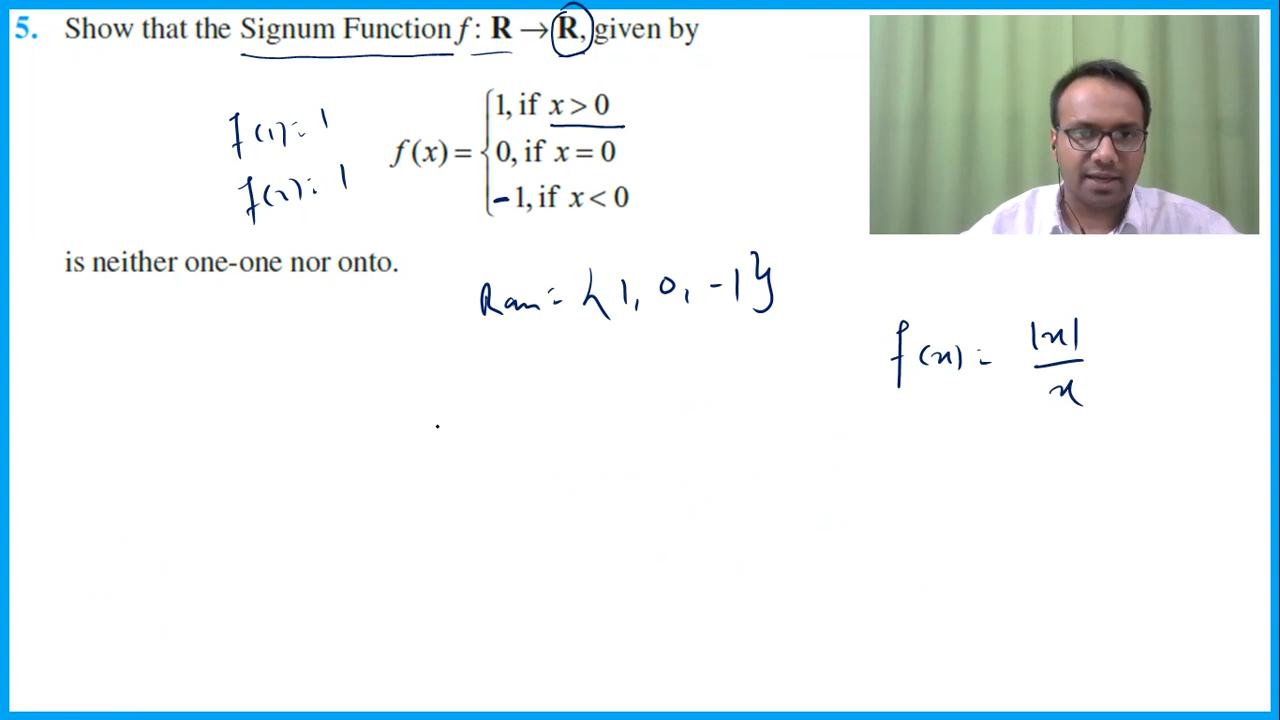 5. Show that the Signum Function f : R → R, given by
f(1) = 1
f(x) = { 1, if x > 0
0, if x = 0
f(2) = 1
– 1, if x < 0
is neither one-one nor onto.
Ran = { 1, 0, -1 }
f(x) = |x| / x